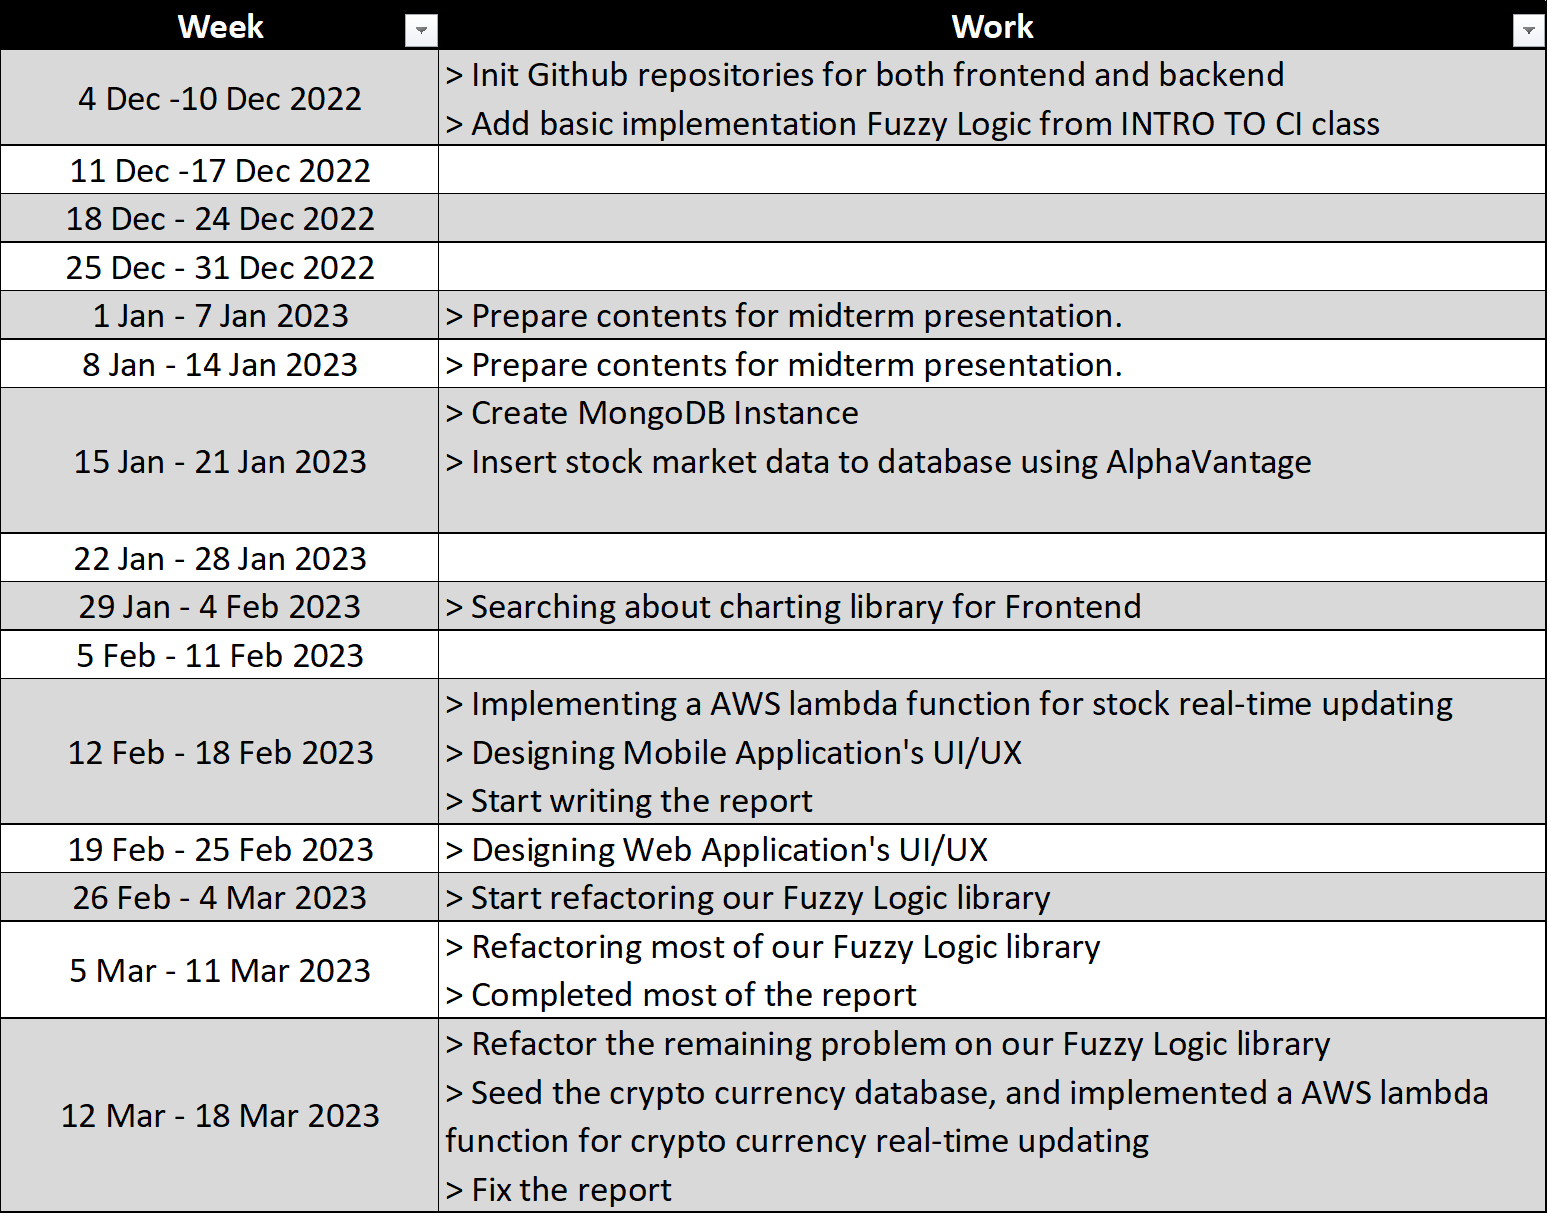 Week Work
4 Dec -10 Dec 2022
> Init Github repositories for both frontend and backend
> Add basic implementation Fuzzy Logic from INTRO TO CI class
11 Dec -17 Dec 2022
18 Dec - 24 Dec 2022
25 Dec - 31 Dec 2022
1 Jan - 7 Jan 2023 > Prepare contents for midterm presentation.
8 Jan - 14 Jan 2023 > Prepare contents for midterm presentation.
15 Jan - 21 Jan 2023
> Create MongoDB Instance
> Insert stock market data to database using AlphaVantage
22 Jan - 28 Jan 2023
29 Jan - 4 Feb 2023 > Searching about charting library for Frontend
5 Feb - 11 Feb 2023
12 Feb - 18 Feb 2023
> Implementing a AWS lambda function for stock real-time updating
> Designing Mobile Application's UI/UX
> Start writing the report
19 Feb - 25 Feb 2023 > Designing Web Application's UI/UX
26 Feb - 4 Mar 2023 > Start refactoring our Fuzzy Logic library
5 Mar - 11 Mar 2023
> Refactoring most of our Fuzzy Logic library
> Completed most of the report
12 Mar - 18 Mar 2023
> Refactor the remaining problem on our Fuzzy Logic library
> Seed the crypto currency database, and implemented a AWS lambda
function for crypto currency real-time updating
> Fix the report